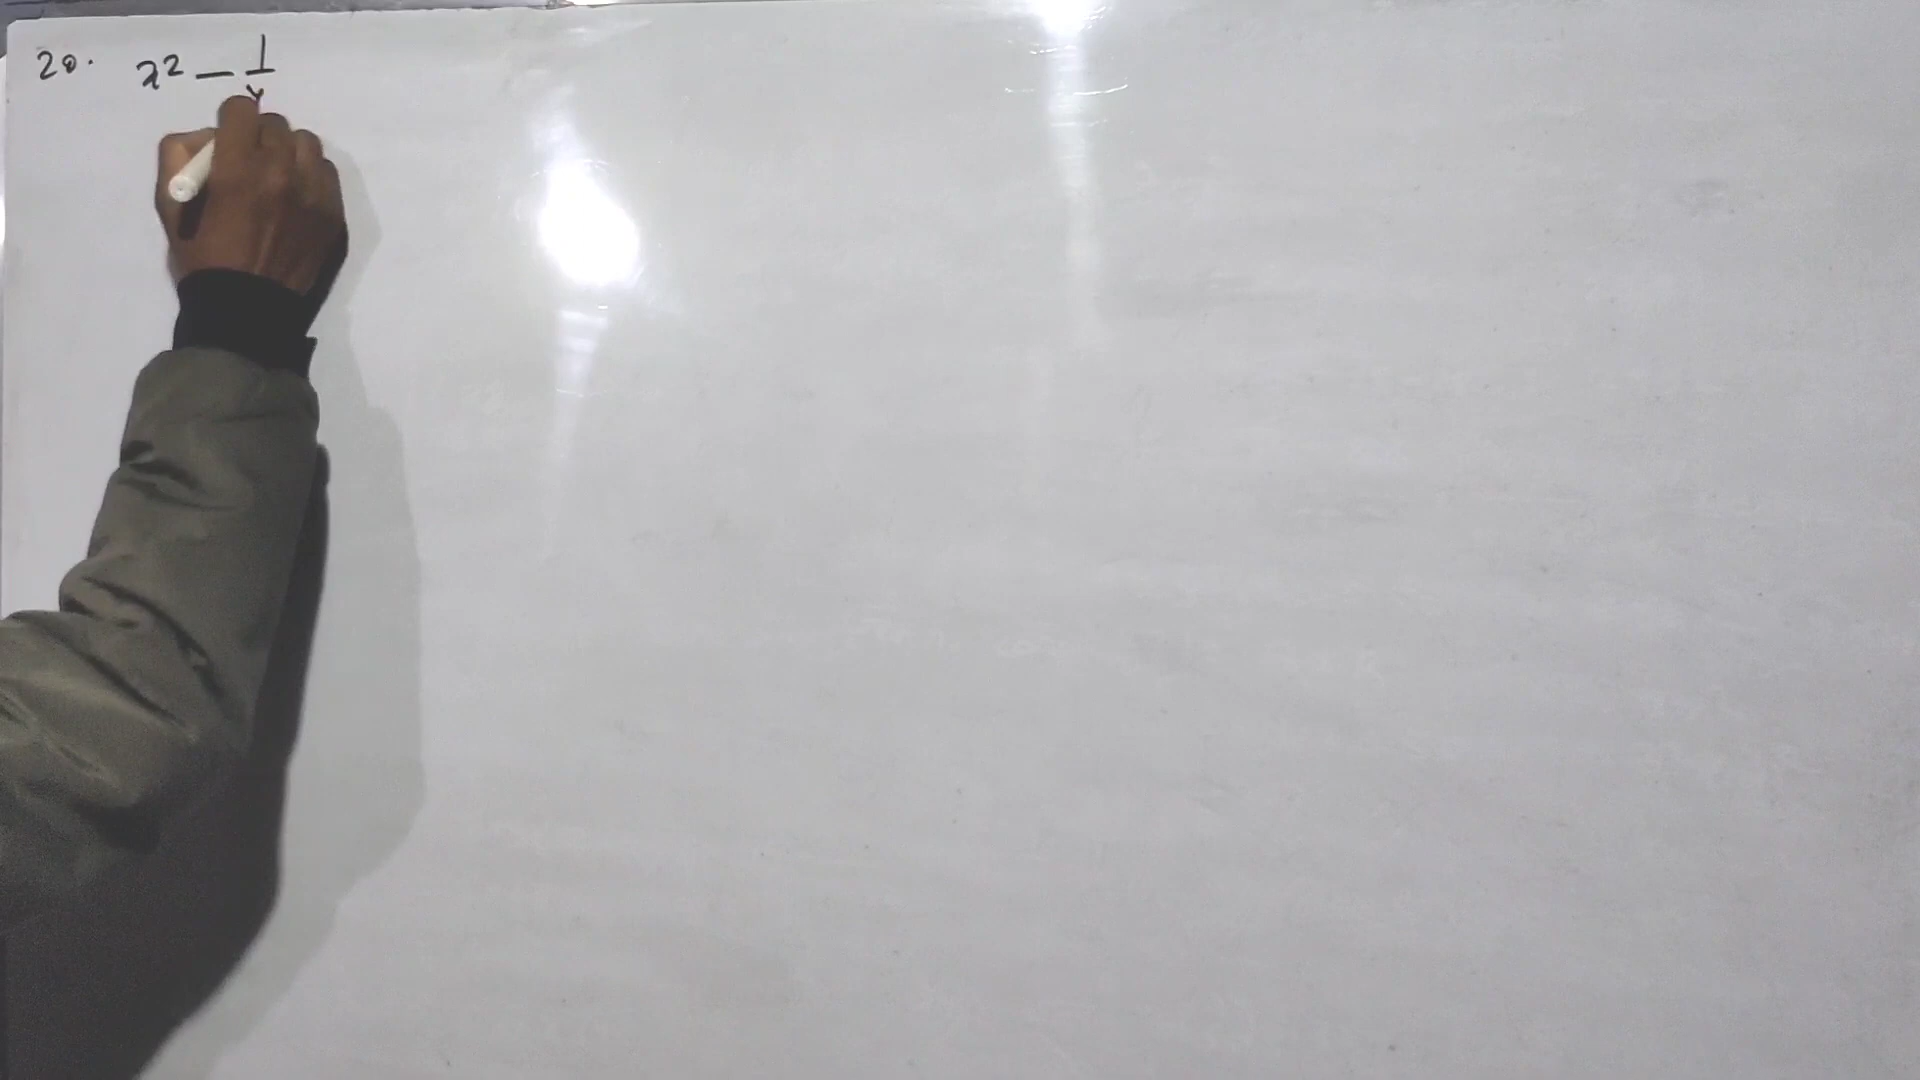 20. x² - 1/